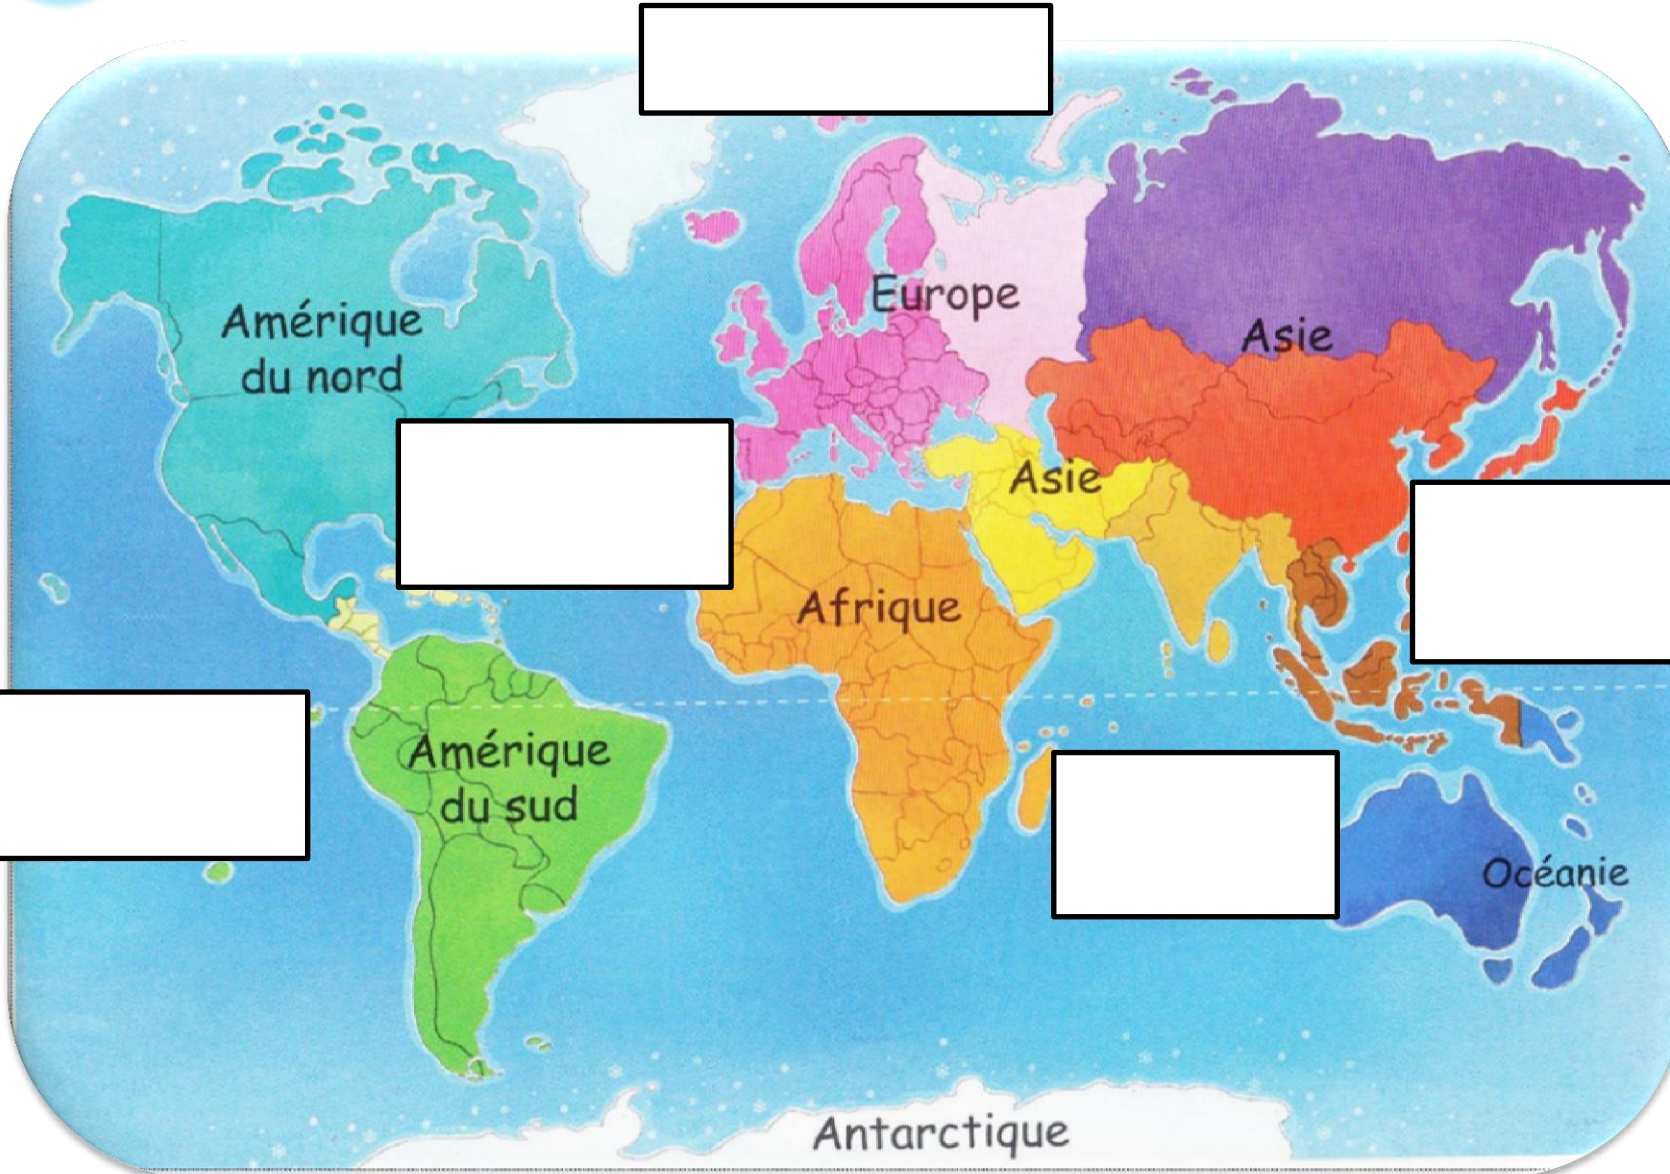 Europe
Amérique
du nord
Asie
Asie
Afrique
Amérique
du sud
Océanie
Antarctique